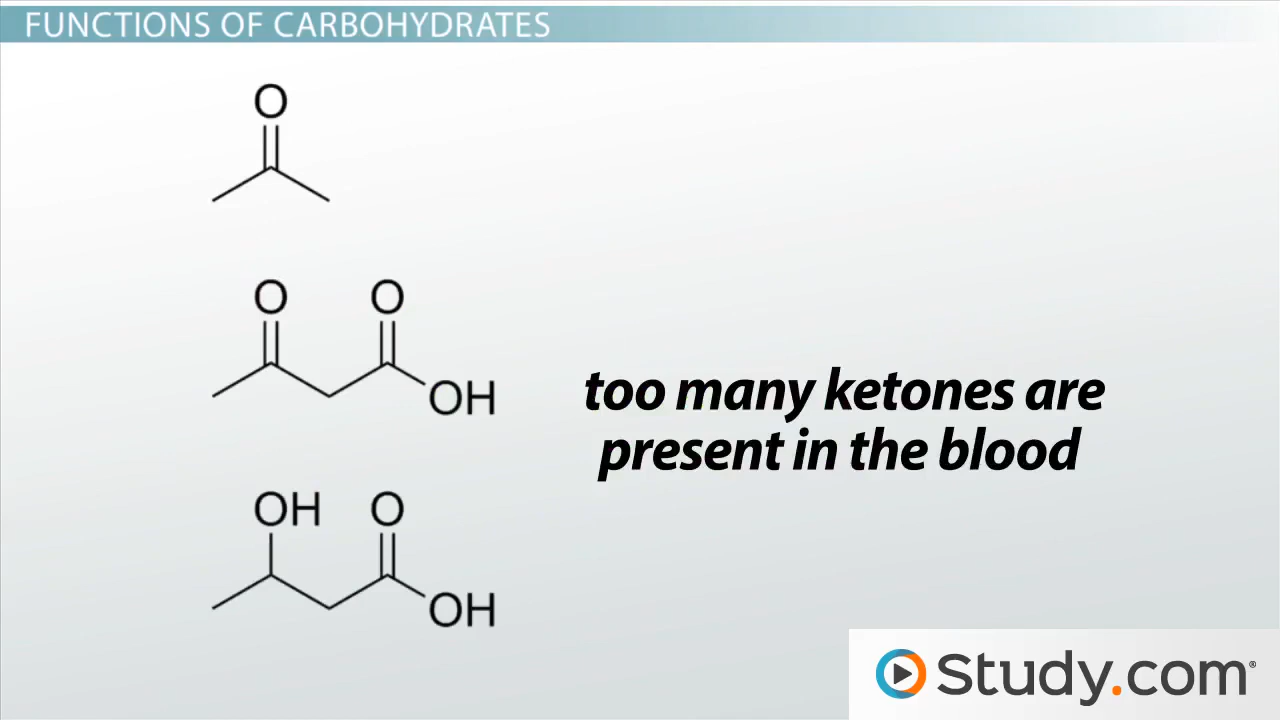 FUNCTIONS OF CARBOHYDRATES
O
O O
OH
too many ketones are
present in the blood
OH O
OH
Study.com®